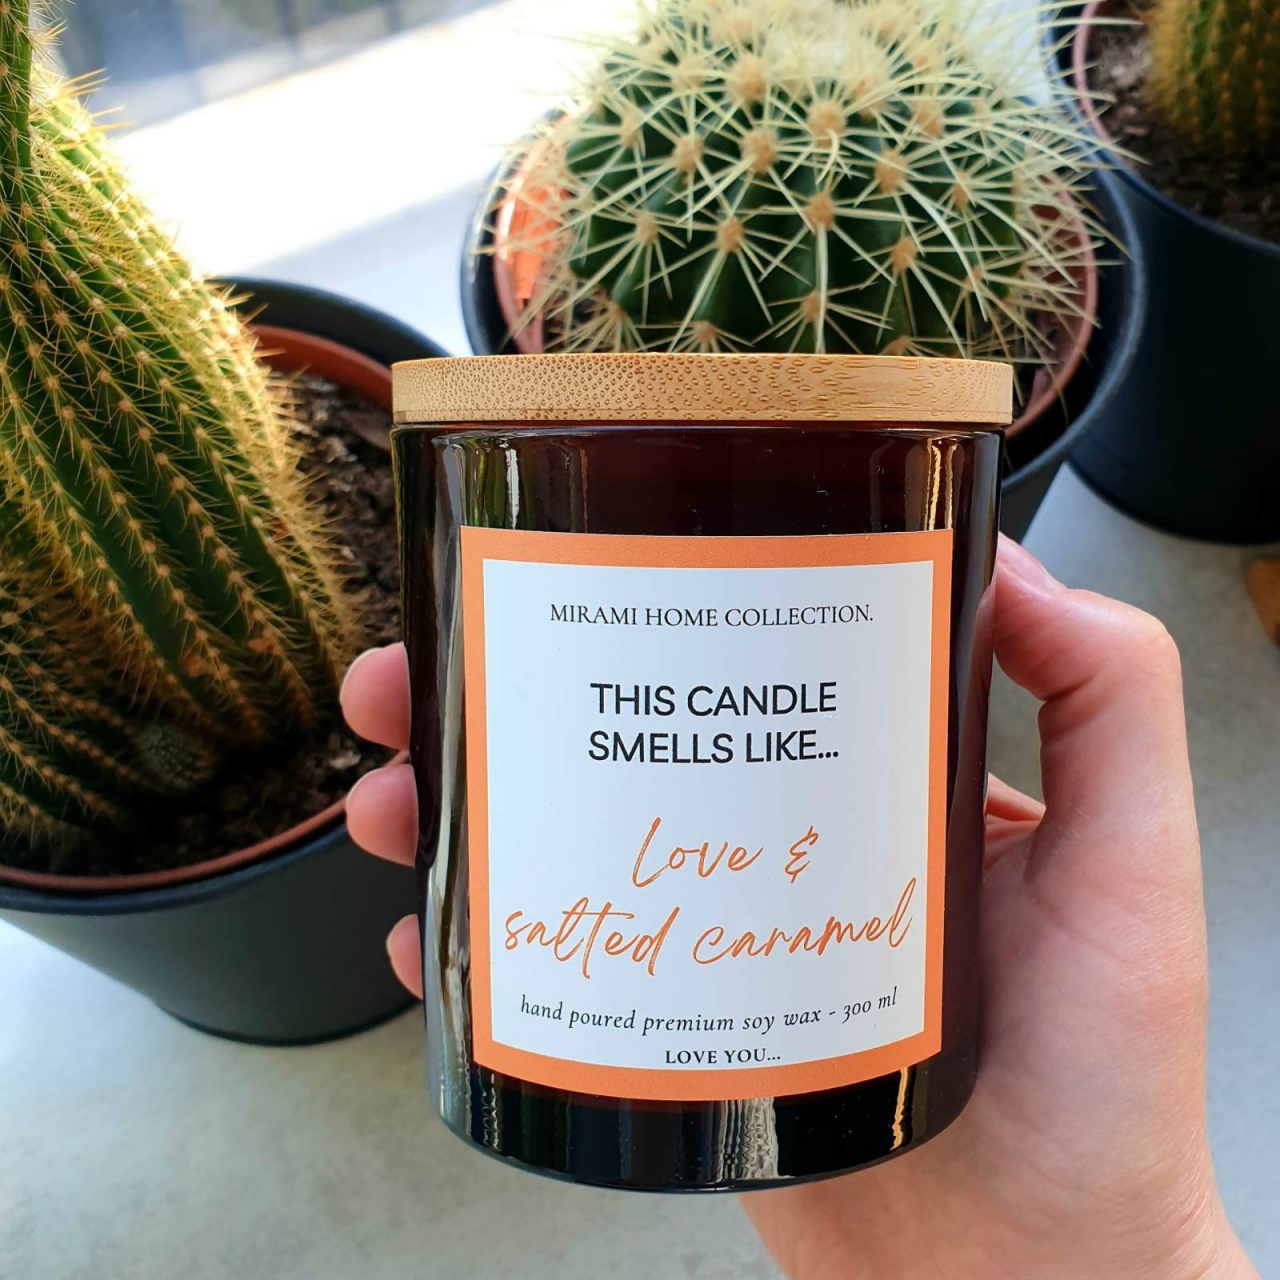 MIRAMI HOME COLLECTION.
THIS CANDLE
SMELLS LIKE...
Love &
salted caramel
hand poured premium soy wax - 300 ml
LOVE YOU...